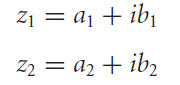 z₁ = a₁ + ib₁
z₂ = a₂ + ib₂